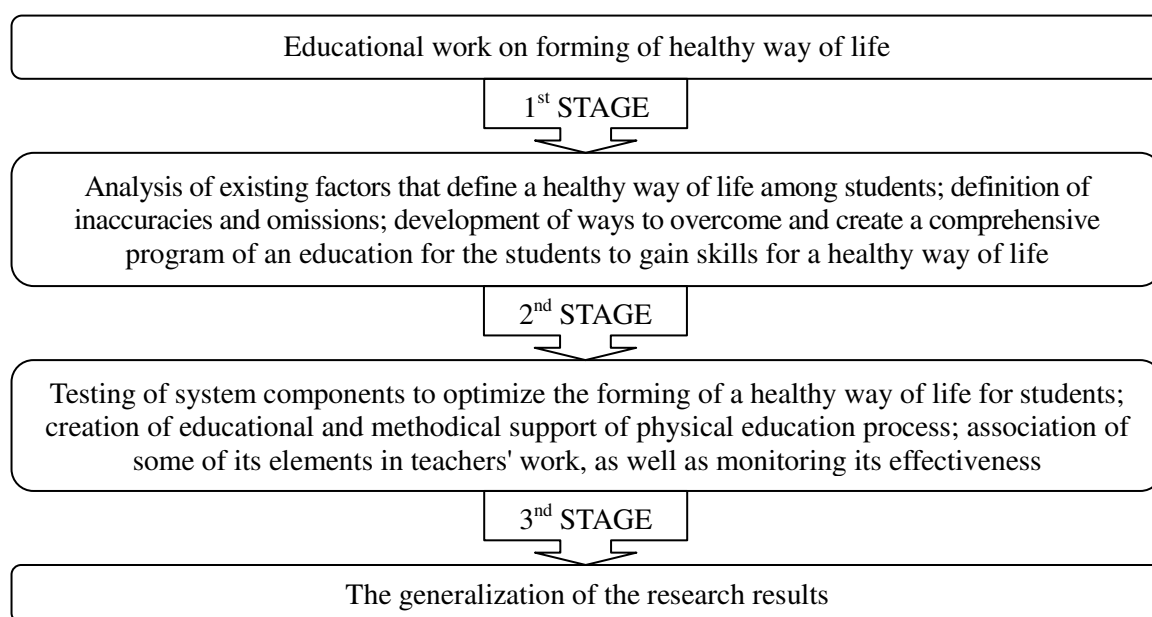 Educational work on forming of healthy way of life
1st STAGE
Analysis of existing factors that define a healthy way of life among students; definition of
inaccuracies and omissions; development of ways to overcome and create a comprehensive
program of an education for the students to gain skills for a healthy way of life
2nd STAGE
Testing of system components to optimize the forming of a healthy way of life for students;
creation of educational and methodical support of physical education process; association of
some of its elements in teachers' work, as well as monitoring its effectiveness
3nd STAGE
The generalization of the research results